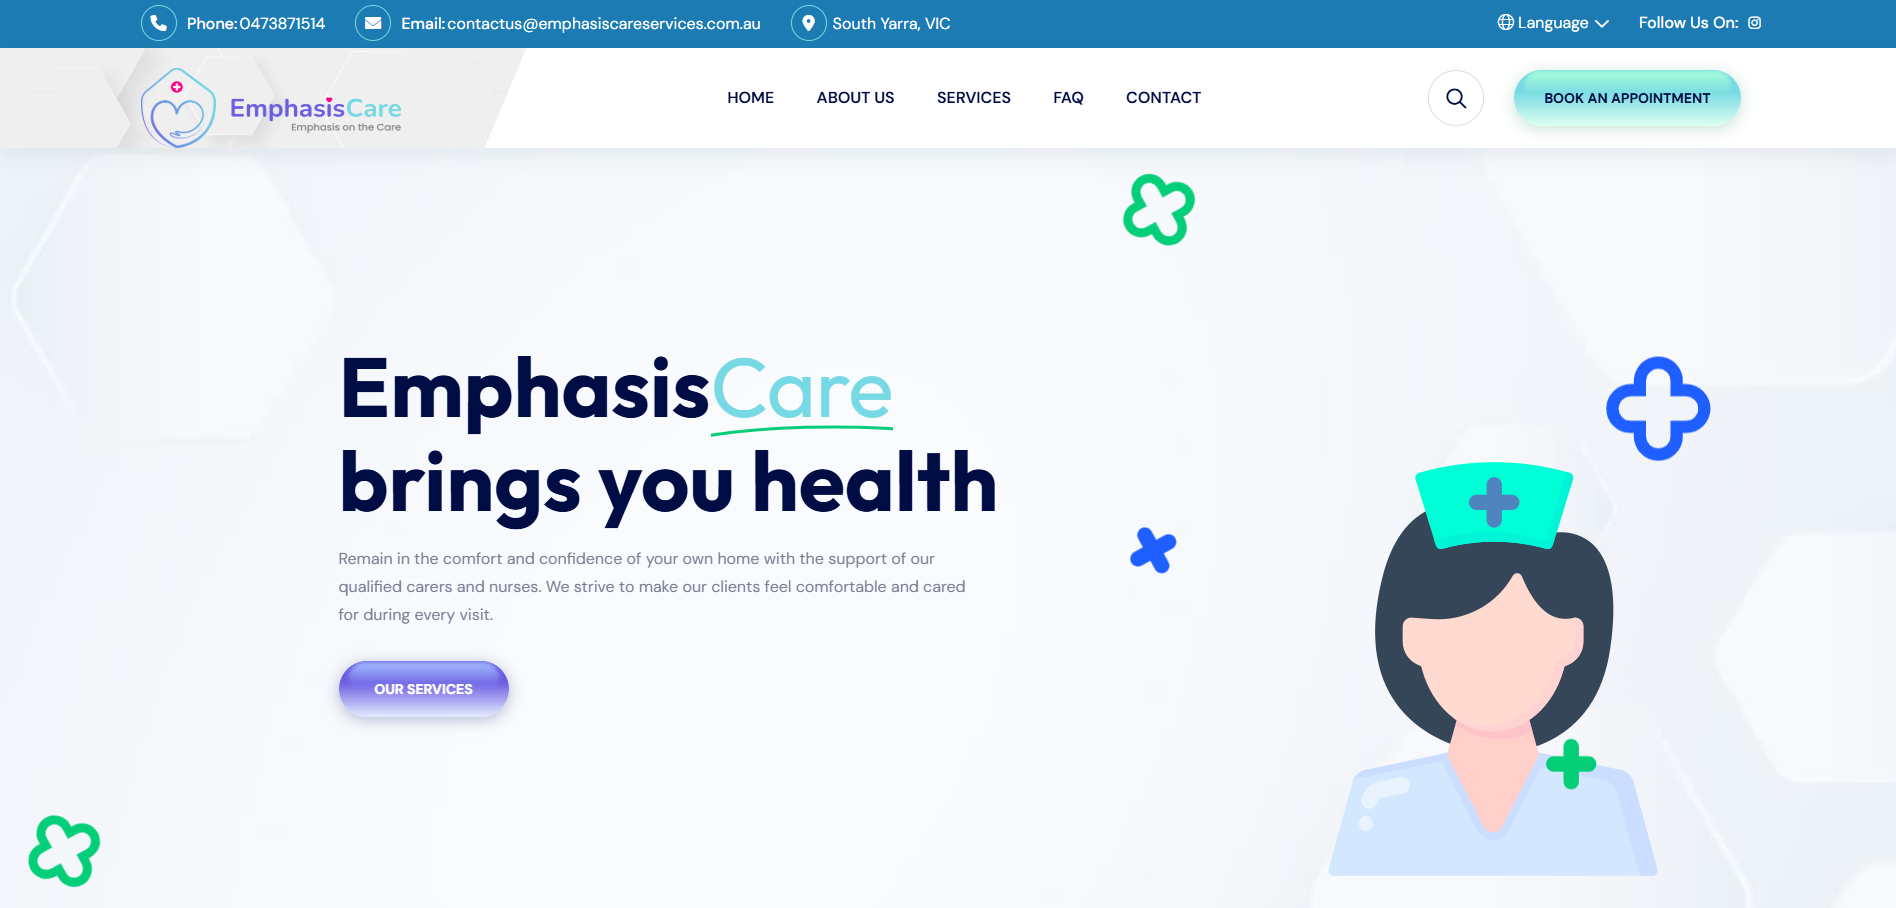 Phone: 0473871514
Email: contactus@emphasiscareservices.com.au
South Yarra, VIC
Language
Follow Us On:
EmphasisCare
Emphasis on the Care
HOME
ABOUT US
SERVICES
FAQ
CONTACT
BOOK AN APPOINTMENT
EmphasisCare
brings you health
Remain in the comfort and confidence of your own home with the support of our
qualified carers and nurses. We strive to make our clients feel comfortable and cared
for during every visit.
OUR SERVICES